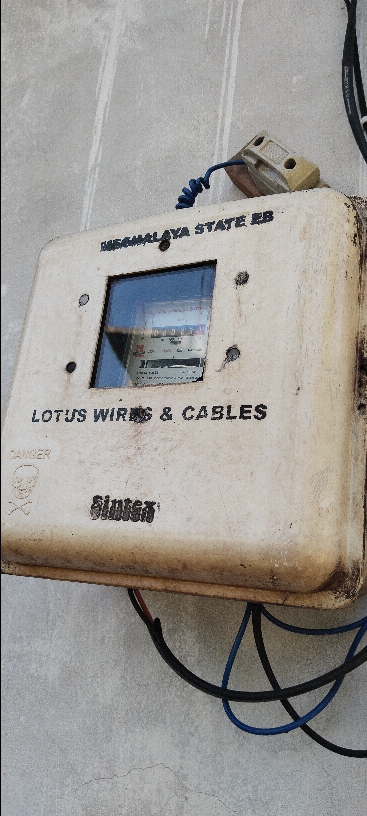 MEGHALAYA STATE EB
LOTUS WIRES & CABLES
DANGER
Sintex